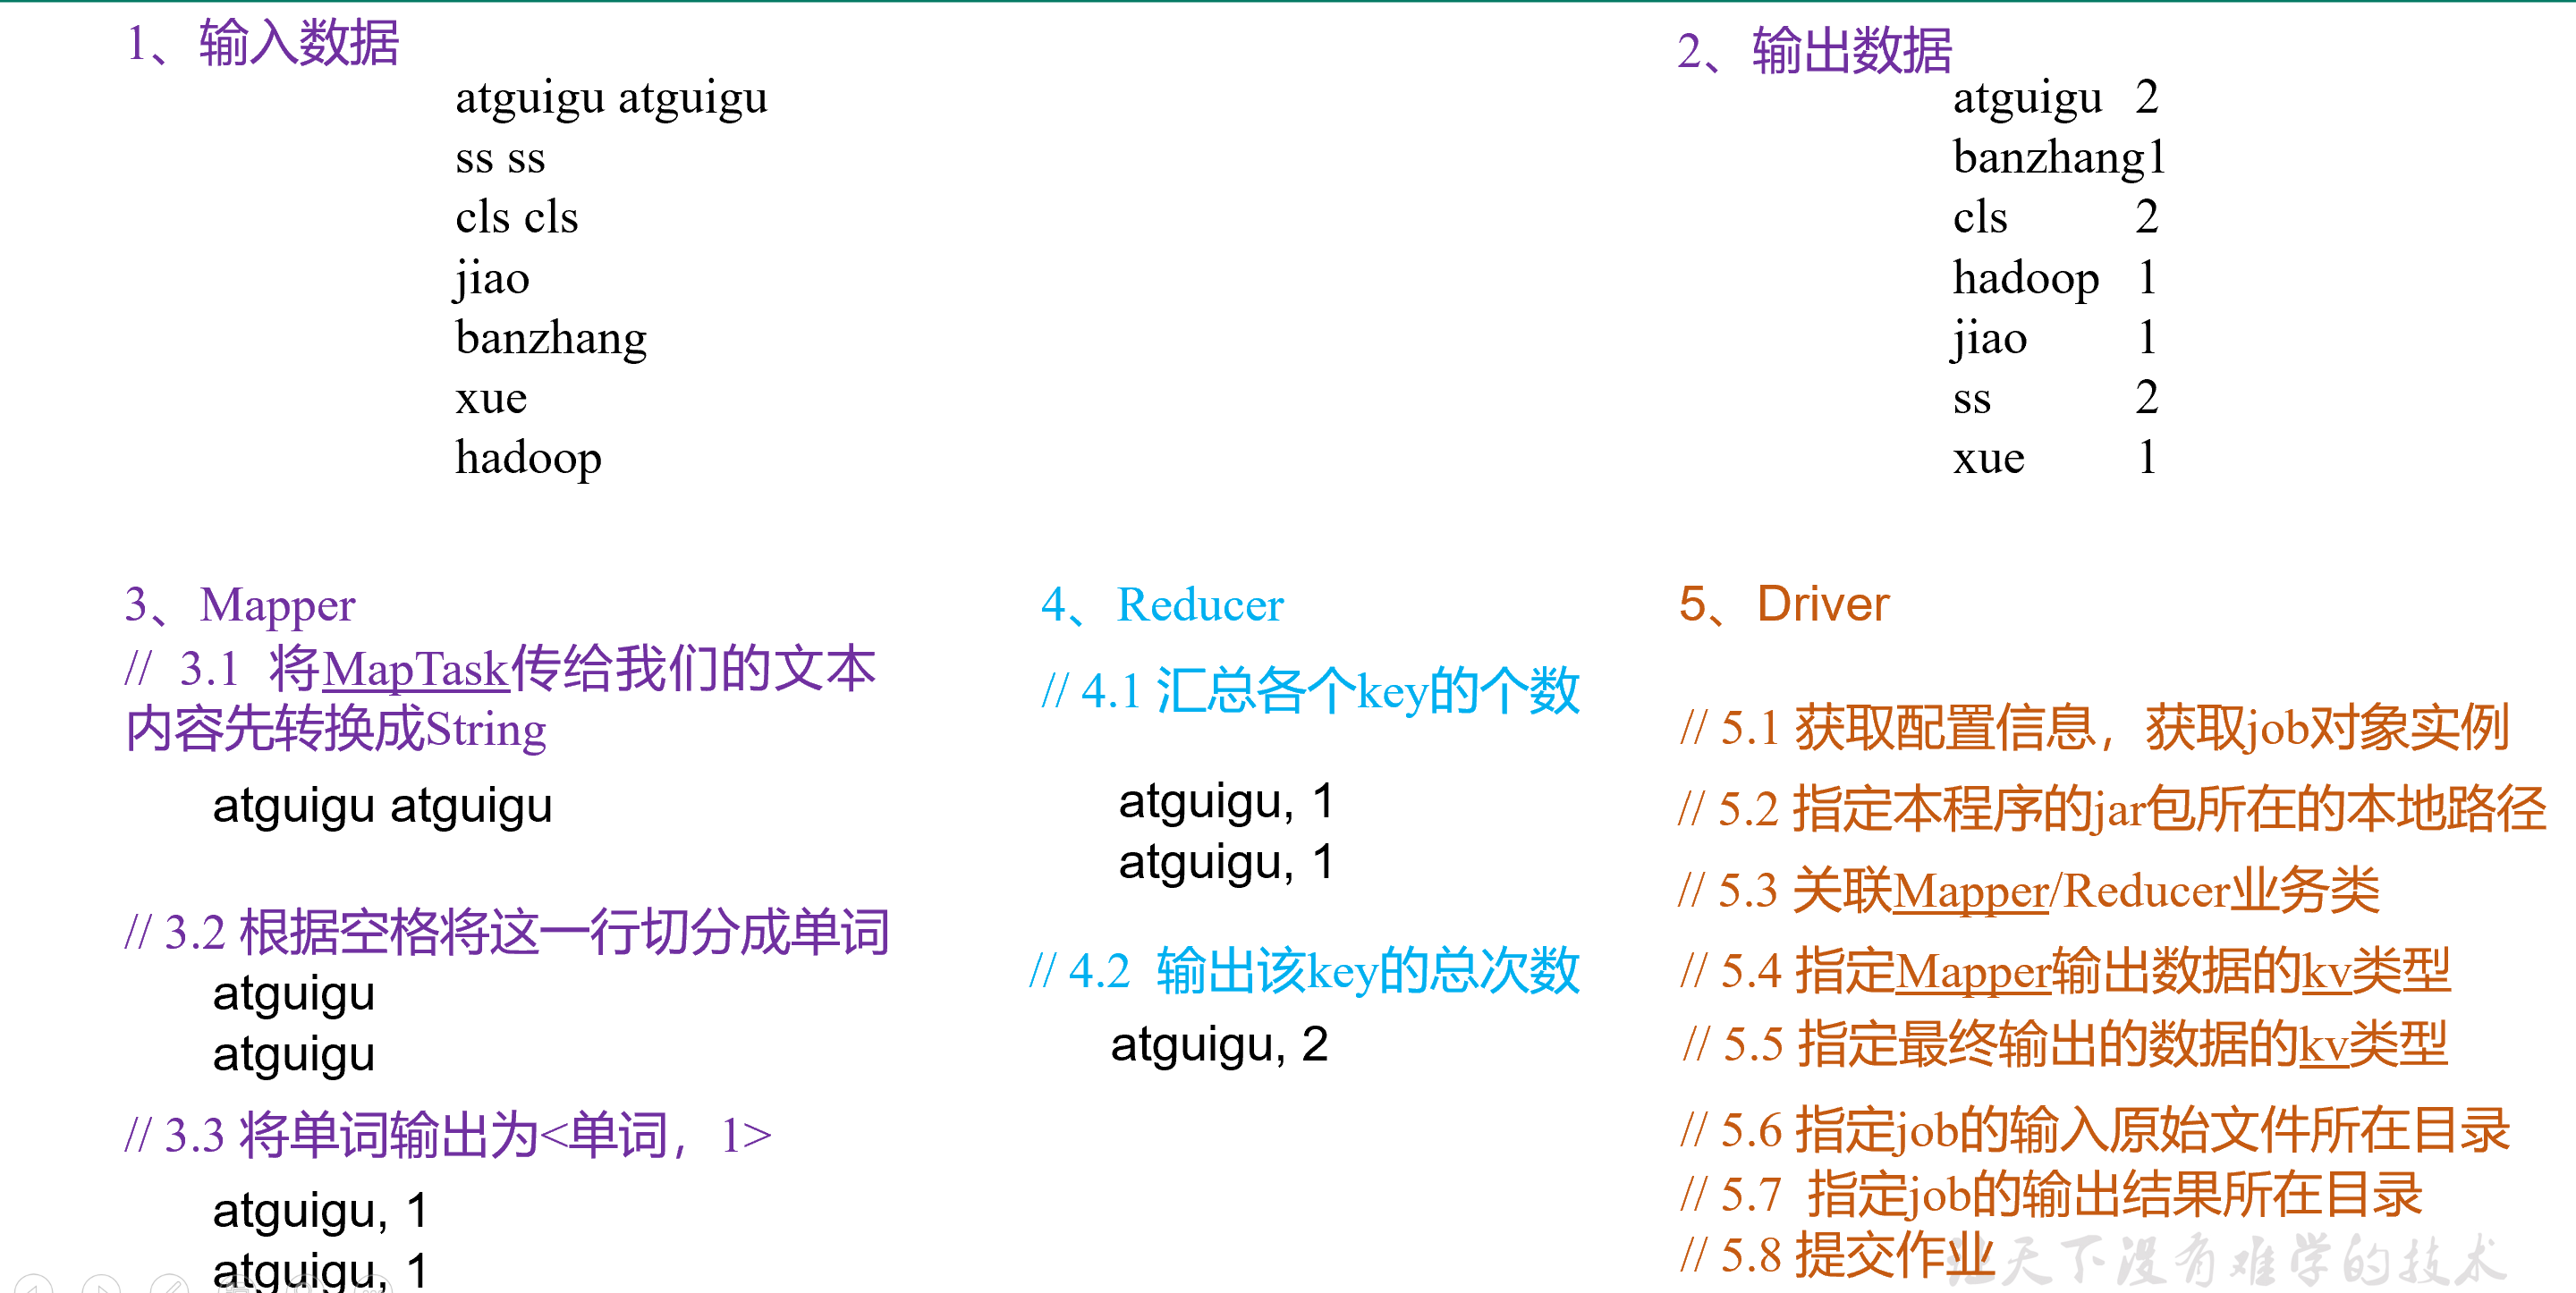 1、输入数据
atguigu atguigu
ss ss
cls cls
jiao
banzhang
xue
hadoop
2、输出数据
atguigu 2
banzhang1
cls 2
hadoop 1
jiao 1
ss 2
xue 1
3、Mapper
// 3.1 将MapTask传给我们的文本
内容先转换成String
atguigu atguigu
// 3.2 根据空格将这一行切分成单词
atguigu
atguigu
// 3.3 将单词输出为<单词，1>
atguigu, 1
atguigu, 1
4、Reducer
// 4.1 汇总各个key的个数
atguigu, 1
atguigu, 1
// 4.2 输出该key的总次数
atguigu, 2
5、Driver
// 5.1 获取配置信息，获取job对象实例
// 5.2 指定本程序的jar包所在的本地路径
// 5.3 关联Mapper/Reducer业务类
// 5.4 指定Mapper输出数据的kv类型
// 5.5 指定最终输出的数据的kv类型
// 5.6 指定job的输入原始文件所在目录
// 5.7 指定job的输出结果所在目录
// 5.8 提交作业
让天下没有难学的技术